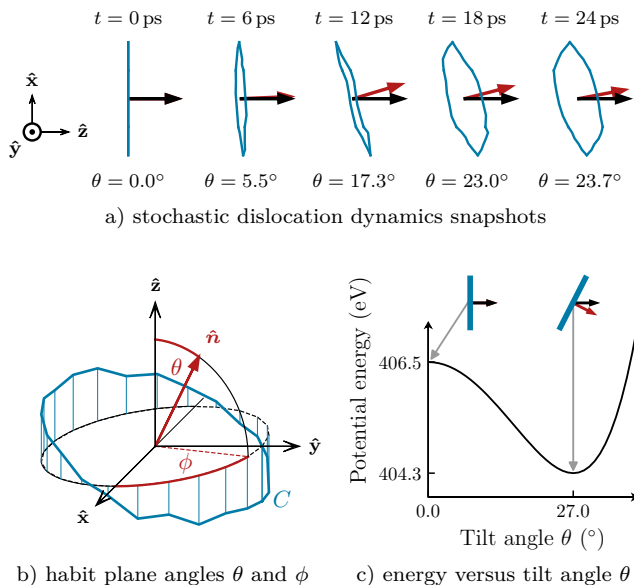 t = 0 ps t = 6 ps t = 12 ps t = 18 ps t = 24 ps
x̂
ẑ
ŷ
θ = 0.0° θ = 5.5° θ = 17.3° θ = 23.0° θ = 23.7°
a) stochastic dislocation dynamics snapshots
ẑ
n̂
θ
ŷ
ϕ
x̂
C
b) habit plane angles θ and ϕ
Potential energy (eV)
406.5
404.3
0.0 27.0
Tilt angle θ (°)
c) energy versus tilt angle θ